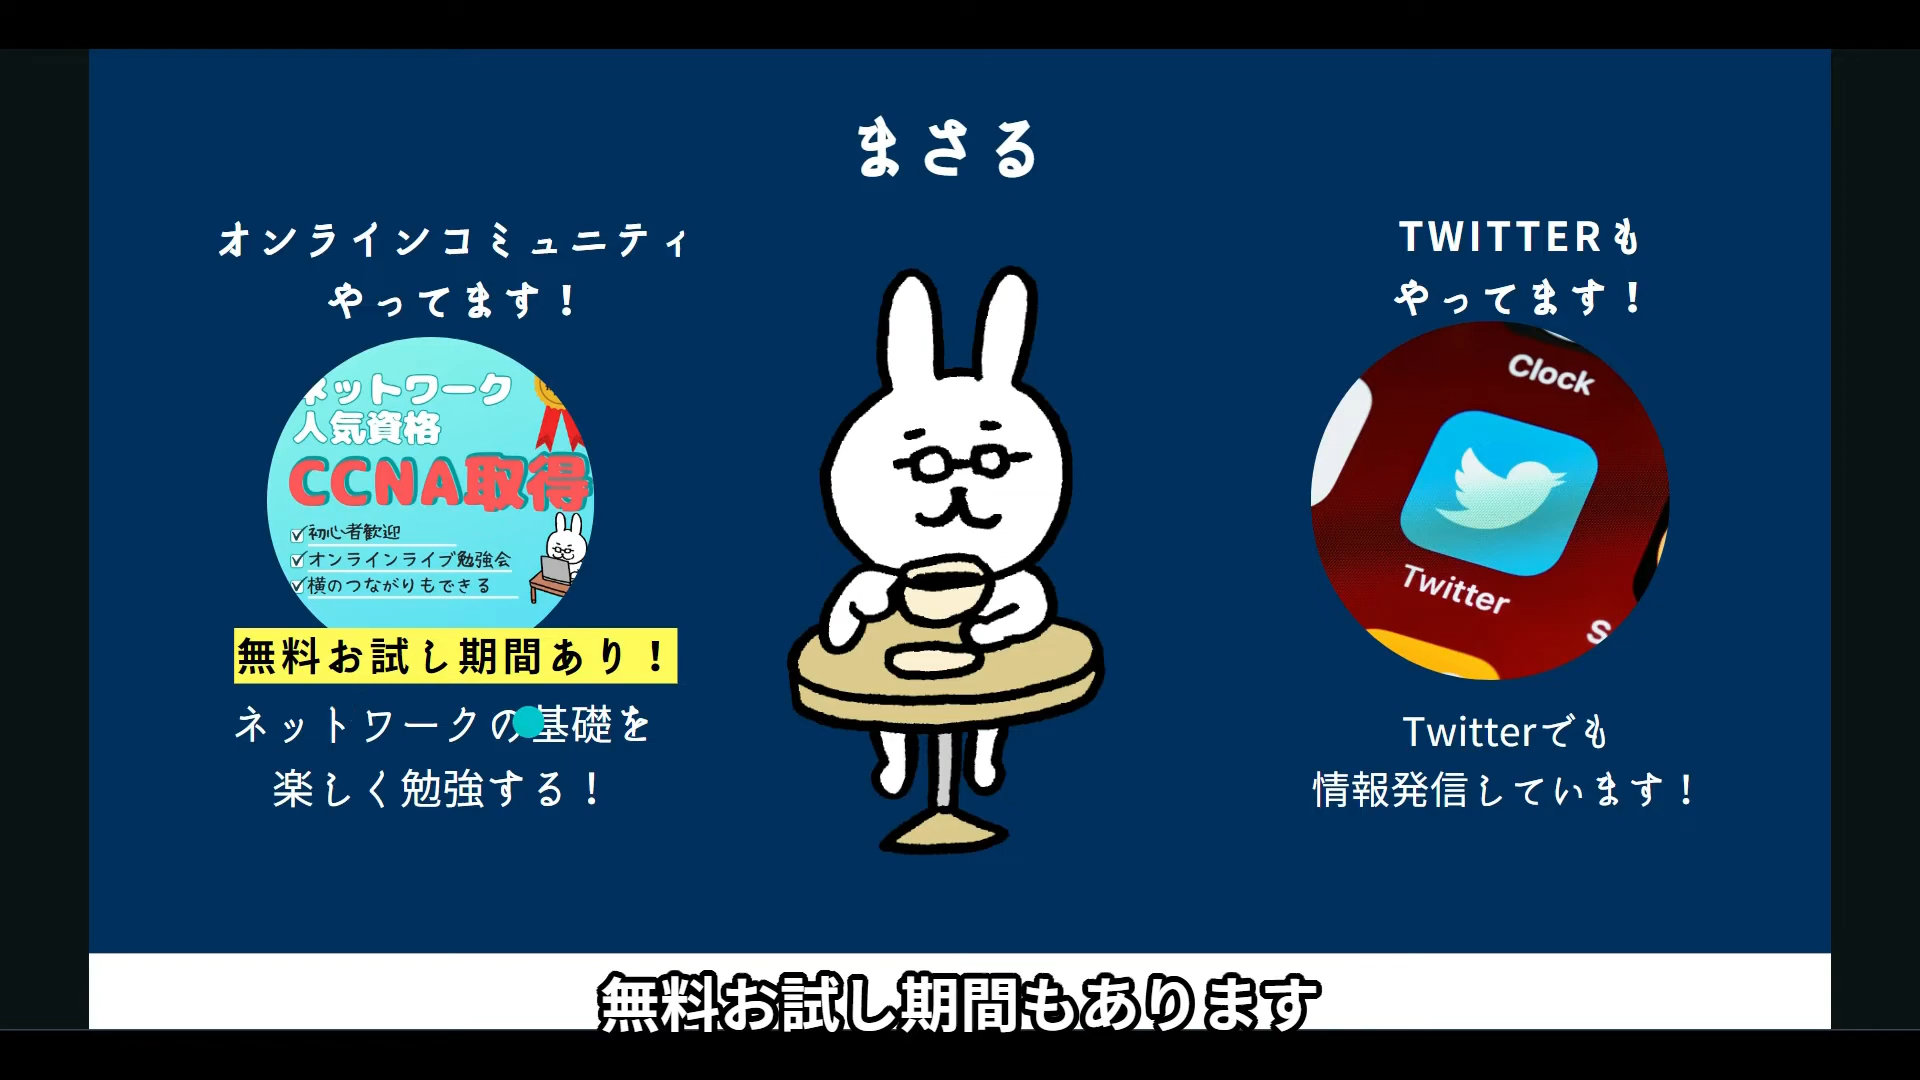 まさる
オンラインコミュニティ
やってます！
ネットワーク
人気資格
CCNA取得
初心者歓迎
オンラインライブ勉強会
横のつながりもできる
無料お試し期間あり！
ネットワークの基礎を
楽しく勉強する！
TWITTERも
やってます！
Clock
Twitter
S
Twitterでも
情報発信しています！
無料お試し期間もあります